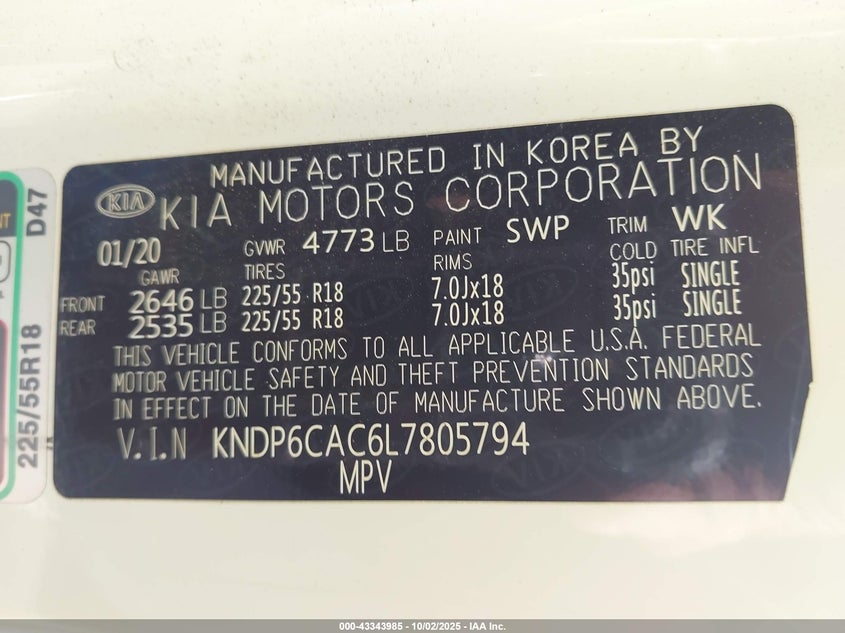 MANUFACTURED IN KOREA BY
KIA KIA MOTORS CORPORATION
01/20 GVWR 4773 LB PAINT SWP TRIM WK
GAWR TIRES RIMS COLD TIRE INFL
FRONT 2646 LB 225/55 R18 7.0Jx18 35psi SINGLE
REAR 2535 LB 225/55 R18 7.0Jx18 35psi SINGLE
THIS VEHICLE CONFORMS TO ALL APPLICABLE U.S.A. FEDERAL
MOTOR VEHICLE SAFETY AND THEFT PREVENTION STANDARDS
IN EFFECT ON THE DATE OF MANUFACTURE SHOWN ABOVE.
V.I.N KNDP6CAC6L7805794
MPV
225/55R18 D47
000-43343985 - 10/02/2025 - IAA Inc.